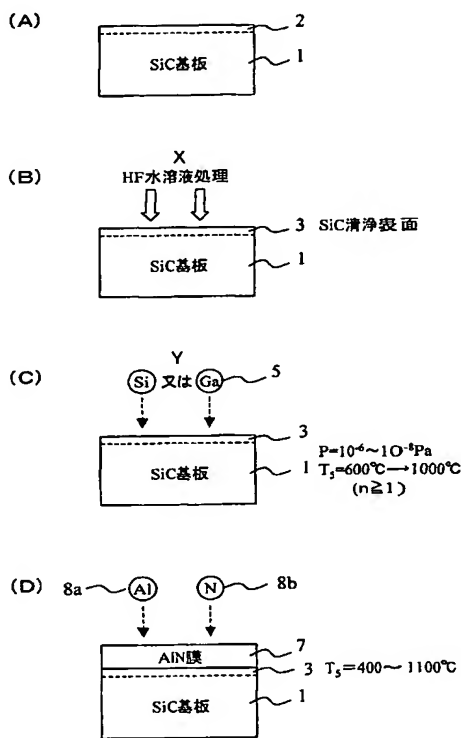 (A)
2
SiC基板
1
(B)
X
HF水溶液処理
3 SiC清浄表面
SiC基板
1
(C)
Y
Si 又は Ga 5
3
SiC基板
1 P=10⁻⁶~10⁻⁸Pa
T₅=600℃→1000℃
(n≧1)
(D)
8a Al N 8b
AlN膜 7
3 T₅=400~1100℃
SiC基板
1